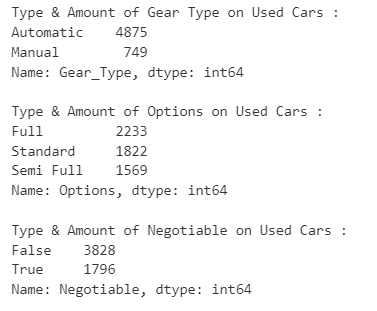 Type & Amount of Gear Type on Used Cars :
Automatic    4875
Manual        749
Name: Gear_Type, dtype: int64

Type & Amount of Options on Used Cars :
Full         2233
Standard     1822
Semi Full    1569
Name: Options, dtype: int64

Type & Amount of Negotiable on Used Cars :
False    3828
True     1796
Name: Negotiable, dtype: int64